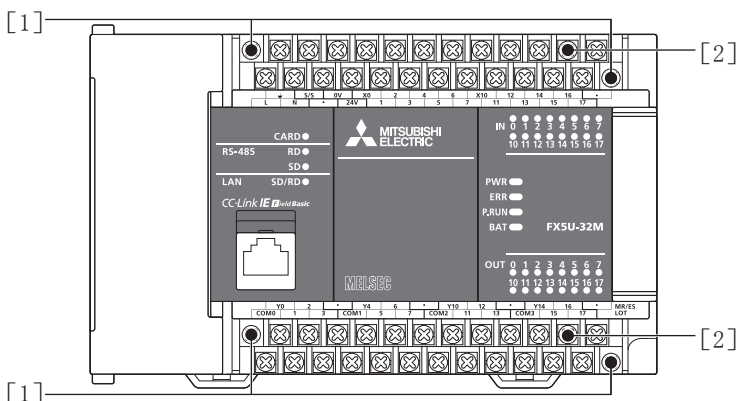 [1]
[2]
⏚ S/S 0V X0 2 4 6 X10 12 14 16 •
L N • 24V 1 3 5 7 11 13 15 17
CARD
RS-485 RD
SD
LAN SD/RD
CC-Link IE Field Basic
MITSUBISHI
ELECTRIC
MELSEC
IN 0 1 2 3 4 5 6 7
10 11 12 13 14 15 16 17
PWR
ERR
P.RUN
BAT
FX5U-32M
OUT 0 1 2 3 4 5 6 7
10 11 12 13 14 15 16 17
Y0 2 • Y4 6 • Y10 12 • Y14 16 • MR/ES
COM0 1 3 COM1 5 7 COM2 11 13 COM3 15 17 LOT
[2]
[1]